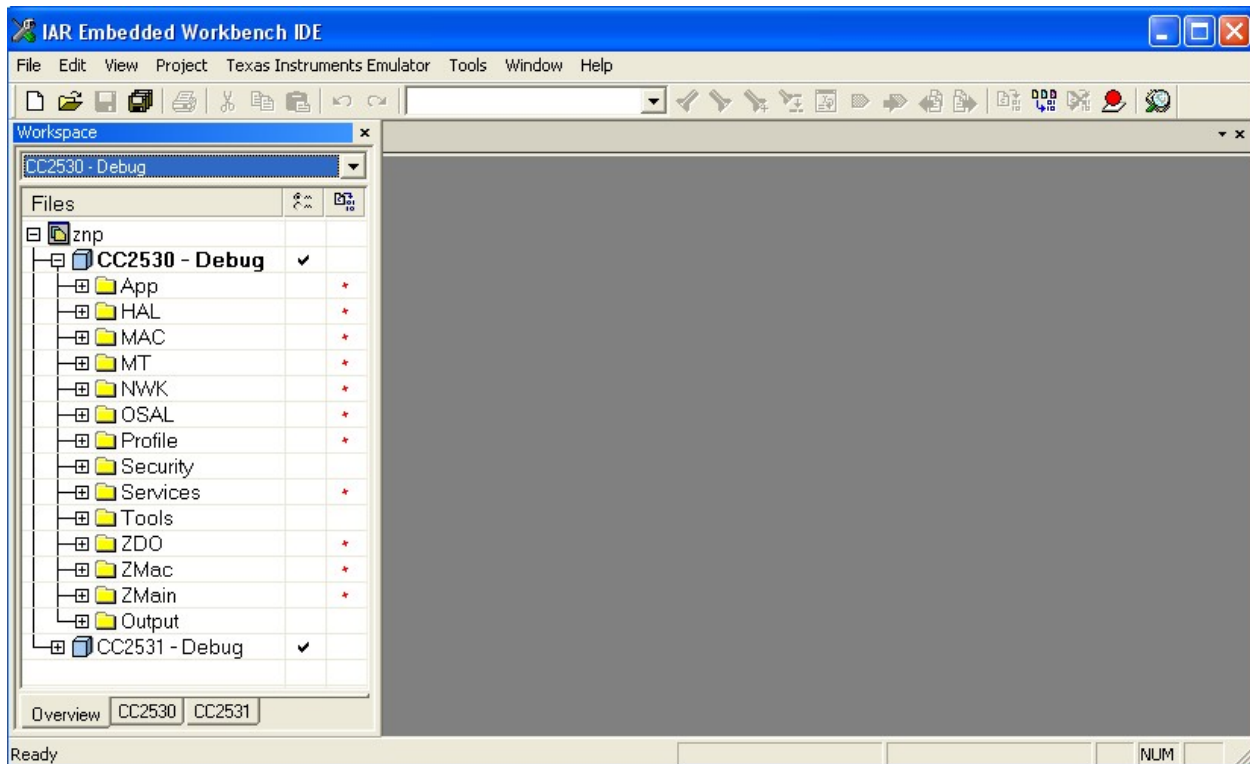 IAR Embedded Workbench IDE
File Edit View Project Texas Instruments Emulator Tools Window Help
Workspace
CC2530 - Debug
Files
znp
CC2530 - Debug
App
HAL
MAC
MT
NWK
OSAL
Profile
Security
Services
Tools
ZDO
ZMac
ZMain
Output
CC2531 - Debug
Overview CC2530 CC2531
Ready NUM